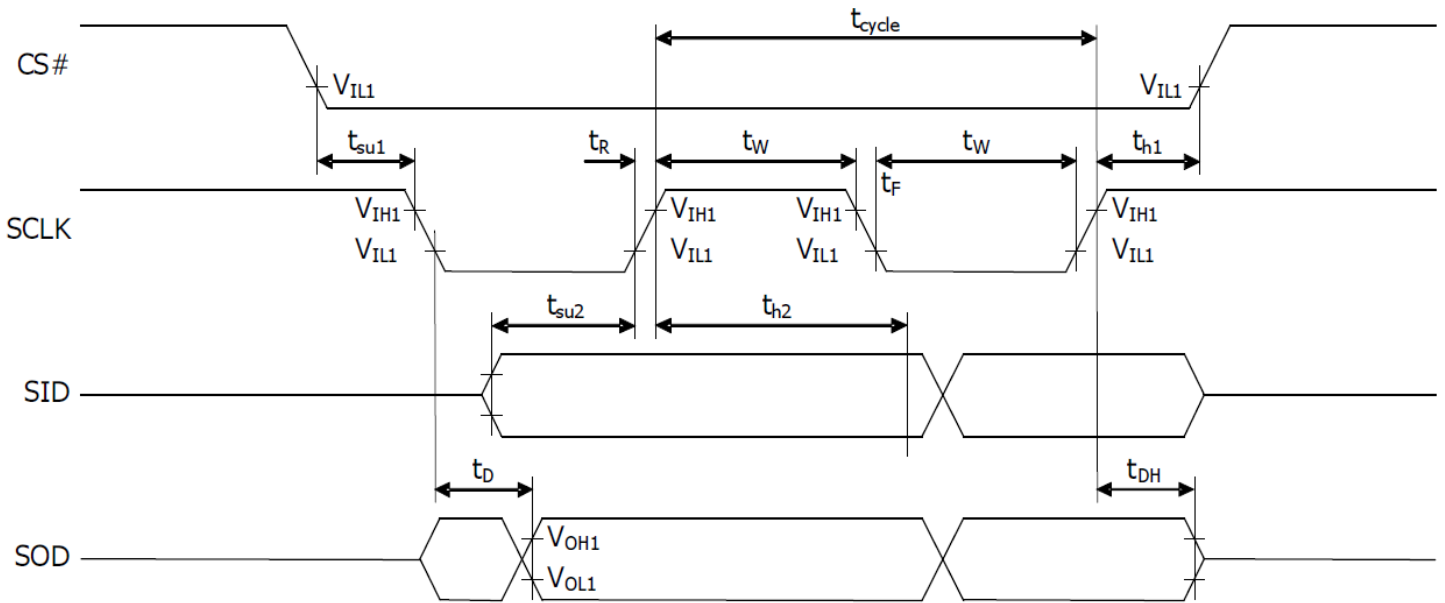 t_cycle
CS#
V_IL1 V_IL1
t_su1 t_R t_W t_W t_h1
t_F
V_IH1 V_IH1 V_IH1 V_IH1
SCLK
V_IL1 V_IL1 V_IL1 V_IL1
t_su2 t_h2
SID
t_D t_DH
V_OH1
SOD
V_OL1